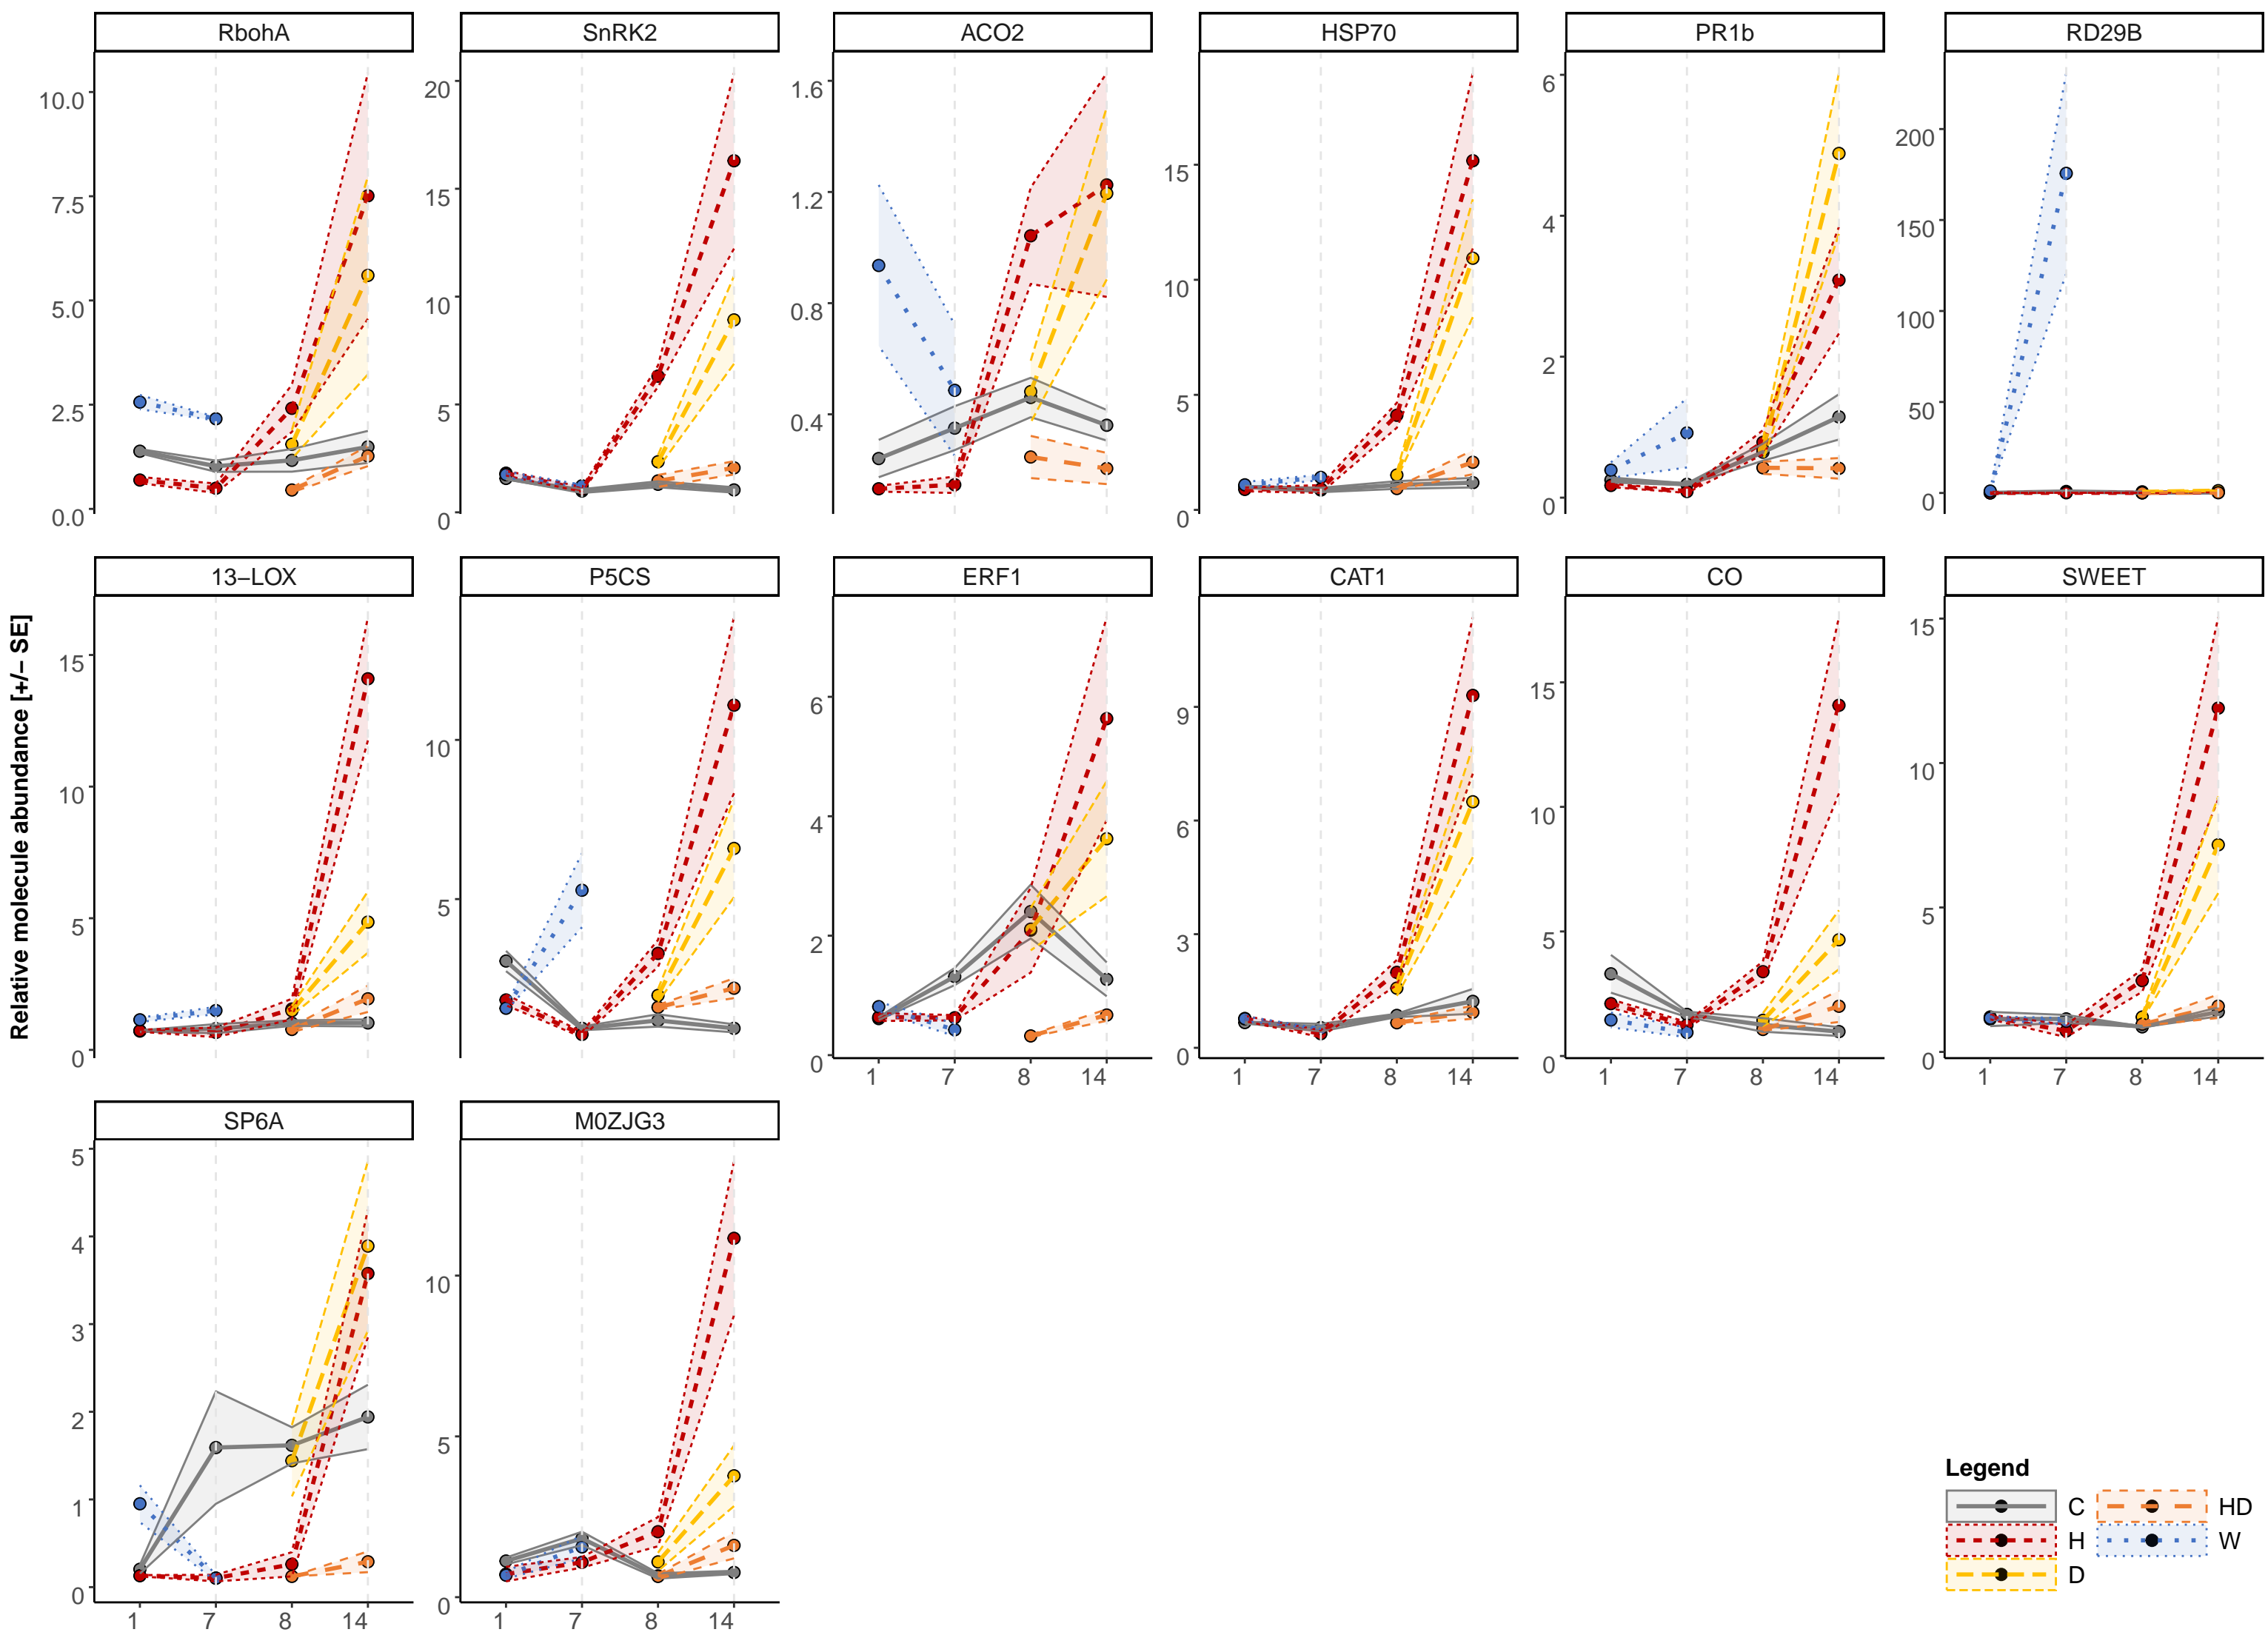 RbohA SnRK2 ACO2 HSP70 PR1b RD29B
10.0 7.5 5.0 2.5 0.0
20 15 10 5 0
1.6 1.2 0.8 0.4
15 10 5 0
6 4 2 0
200 150 100 50 0
Relative molecule abundance [+/− SE]
13−LOX P5CS ERF1 CAT1 CO SWEET
15 10 5 0
10 5
6 4 2 0
9 6 3 0
15 10 5 0
15 10 5 0
1 7 8 14 1 7 8 14 1 7 8 14 1 7 8 14
SP6A M0ZJG3
5 4 3 2 1 0
10 5 0
1 7 8 14 1 7 8 14
Legend
C HD
H W
D